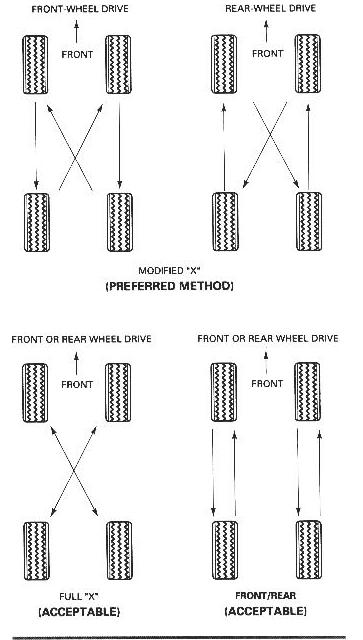 FRONT-WHEEL DRIVE
FRONT
REAR-WHEEL DRIVE
FRONT
MODIFIED "X"
(PREFERRED METHOD)
FRONT OR REAR WHEEL DRIVE
FRONT
FRONT OR REAR WHEEL DRIVE
FRONT
FULL "X"
(ACCEPTABLE)
FRONT/REAR
(ACCEPTABLE)